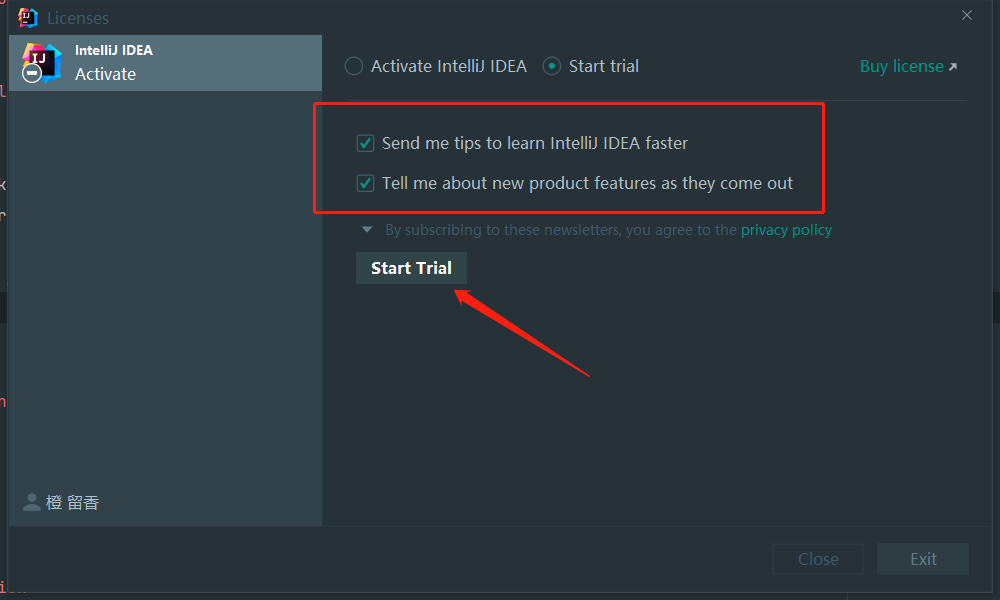 Licenses
IntelliJ IDEA
Activate
Activate IntelliJ IDEA
Start trial
Buy license
Send me tips to learn IntelliJ IDEA faster
Tell me about new product features as they come out
By subscribing to these newsletters, you agree to the privacy policy
Start Trial
橙 留香
Close
Exit